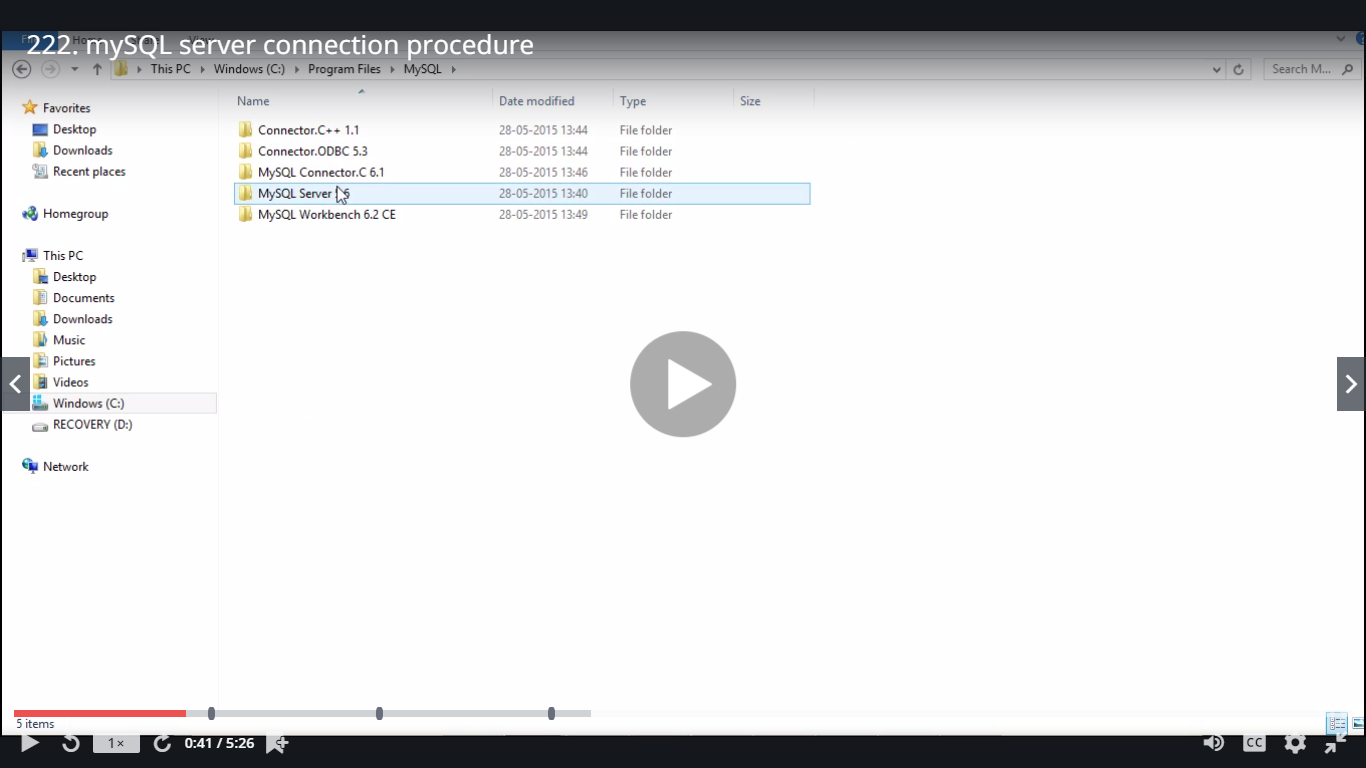 222. mySQL server connection procedure
This PC Windows (C:) Program Files MySQL Search M...
Name Date modified Type Size
Favorites
Desktop
Downloads
Recent places
Homegroup
This PC
Desktop
Documents
Downloads
Music
Pictures
Videos
Windows (C:)
RECOVERY (D:)
Network
Connector.C++ 1.1 28-05-2015 13:44 File folder
Connector.ODBC 5.3 28-05-2015 13:44 File folder
MySQL Connector.C 6.1 28-05-2015 13:46 File folder
MySQL Server 28-05-2015 13:40 File folder
MySQL Workbench 6.2 CE 28-05-2015 13:49 File folder
5 items
1× 0:41 / 5:26 CC